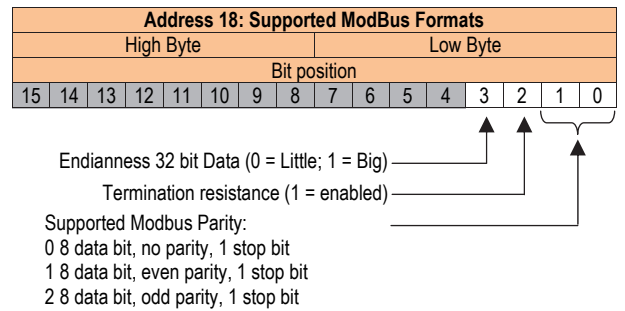 Address 18: Supported ModBus Formats
High Byte Low Byte
Bit position
15 14 13 12 11 10 9 8 7 6 5 4 3 2 1 0
Endianness 32 bit Data (0 = Little; 1 = Big)
Termination resistance (1 = enabled)
Supported Modbus Parity:
0 8 data bit, no parity, 1 stop bit
1 8 data bit, even parity, 1 stop bit
2 8 data bit, odd parity, 1 stop bit